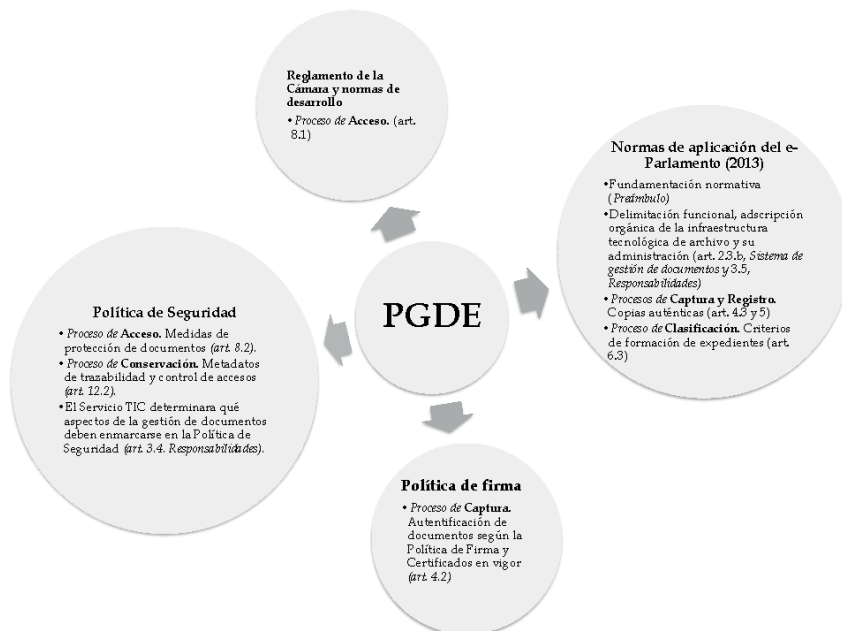 Reglamento de la
Cámara y normas de
desarrollo
• Proceso de Acceso. (art.
8.1)
Normas de aplicación del e-
Parlamento (2013)
•Fundamentación normativa
(Preámbulo)
•Delimitación funcional, adscripción
orgánica de la infraestructura
tecnológica de archivo y su
administración (art. 2.3.b, Sistema de
gestión de documentos y 3.5,
Responsabilidades)
•Procesos de Captura y Registro.
Copias auténticas (art. 4.3 y 5)
•Proceso de Clasificación. Criterios
de formación de expedientes (art.
6.3)
PGDE
Política de Seguridad
• Proceso de Acceso. Medidas de
protección de documentos (art. 8.2).
• Proceso de Conservación. Metadatos
de trazabilidad y control de accesos
(art. 12.2).
•El Servicio TIC determinara qué
aspectos de la gestión de documentos
deben enmarcarse en la Política de
Seguridad (art. 3.4. Responsabilidades).
Política de firma
• Proceso de Captura.
Autentificación de
documentos según la
Política de Firma y
Certificados en vigor
(art. 4.2)